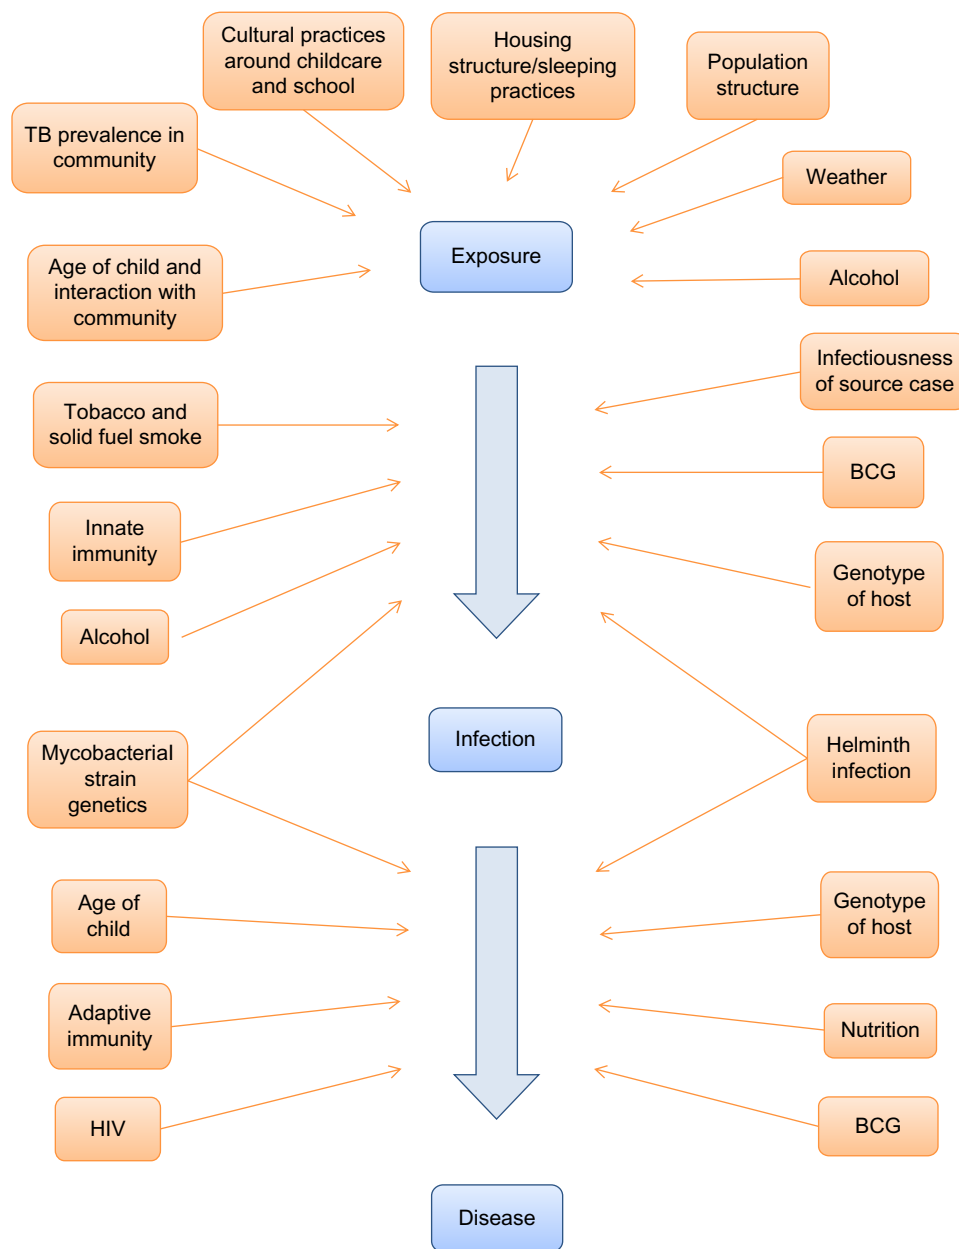 Cultural practices
around childcare
and school
Housing
structure/sleeping
practices
Population
structure
TB prevalence in
community
Weather
Exposure
Age of child and
interaction with
community
Alcohol
Infectiousness
of source case
Tobacco and
solid fuel smoke
BCG
Innate
immunity
Genotype
of host
Alcohol
Mycobacterial
strain
genetics
Infection
Helminth
infection
Age of
child
Genotype
of host
Adaptive
immunity
Nutrition
HIV
BCG
Disease